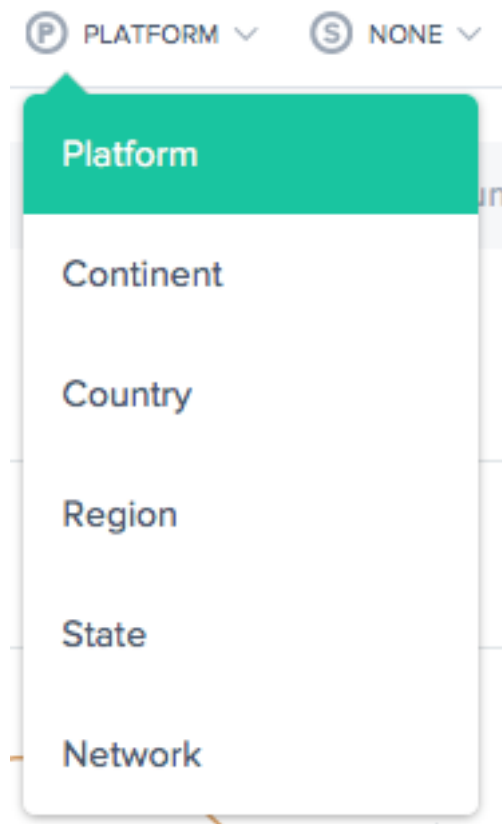 P PLATFORM S NONE
Platform
Continent
Country
Region
State
Network